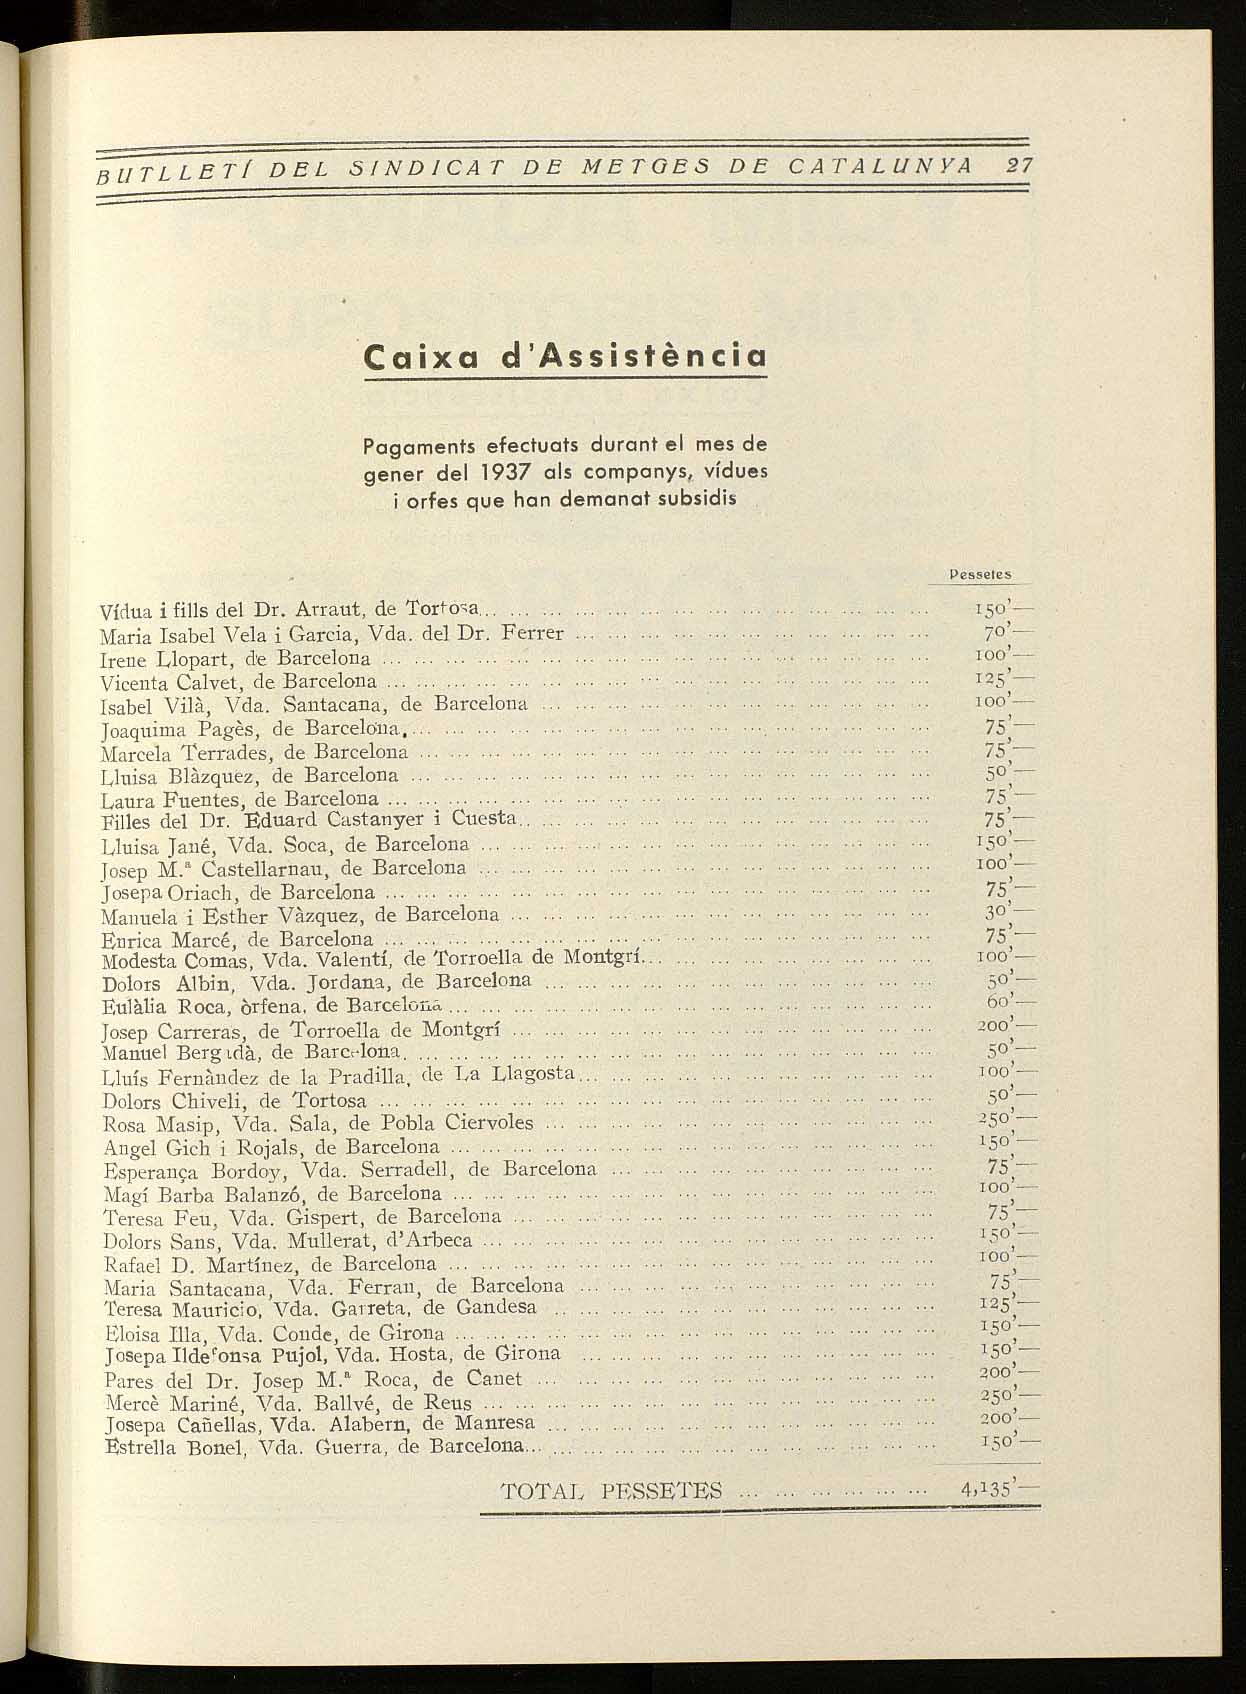 BUTLLETÍ DEL SINDICAT DE METGES DE CATALUNYA 27
Caixa d'Assistència
Pagaments efectuats durant el mes de
gener del 1937 als companys, vídues
i orfes que han demanat subsidis
Pessetes
Vídua i fills del Dr. Arraut, de Tortosa ... 150'—
Maria Isabel Vela i Garcia, Vda. del Dr. Ferrer ... 70'—
Irene Llopart, de Barcelona ... 100'—
Vicenta Calvet, de Barcelona ... 125'—
Isabel Vilà, Vda. Santacana, de Barcelona ... 100'—
Joaquima Pagès, de Barcelona ... 75'—
Marcela Terrades, de Barcelona ... 75'—
Lluisa Blàzquez, de Barcelona ... 50'—
Laura Fuentes, de Barcelona ... 75'—
Filles del Dr. Eduard Castanyer i Cuesta ... 75'—
Lluisa Jané, Vda. Soca, de Barcelona ... 150'—
Josep M.ª Castellarnau, de Barcelona ... 100'—
Josepa Oriach, de Barcelona ... 75'—
Manuela i Esther Vàzquez, de Barcelona ... 30'—
Enrica Marcé, de Barcelona ... 75'—
Modesta Comas, Vda. Valentí, de Torroella de Montgrí ... 100'—
Dolors Albin, Vda. Jordana, de Barcelona ... 50'—
Eulàlia Roca, òrfena, de Barcelona ... 60'—
Josep Carreras, de Torroella de Montgrí ... 200'—
Manuel Bergadà, de Barcelona ... 50'—
Lluís Fernàndez de la Pradilla, de La Llagosta ... 100'—
Dolors Chiveli, de Tortosa ... 50'—
Rosa Masip, Vda. Sala, de Pobla Ciervoles ... 250'—
Angel Gich i Rojals, de Barcelona ... 150'—
Esperança Bordoy, Vda. Serradell, de Barcelona ... 75'—
Magí Barba Balanzó, de Barcelona ... 100'—
Teresa Feu, Vda. Gispert, de Barcelona ... 75'—
Dolors Sans, Vda. Mullerat, d'Arbeca ... 150'—
Rafael D. Martínez, de Barcelona ... 100'—
Maria Santacana, Vda. Ferran, de Barcelona ... 75'—
Teresa Mauricio, Vda. Garreta, de Gandesa ... 125'—
Eloisa Illa, Vda. Conde, de Girona ... 150'—
Josepa Ildefonsa Pujol, Vda. Hosta, de Girona ... 150'—
Pares del Dr. Josep M.ª Roca, de Canet ... 200'—
Mercè Mariné, Vda. Ballvé, de Reus ... 250'—
Josepa Cañellas, Vda. Alabern, de Manresa ... 200'—
Estrella Bonel, Vda. Guerra, de Barcelona ... 150'—
TOTAL PESSETES ... 4,135'—